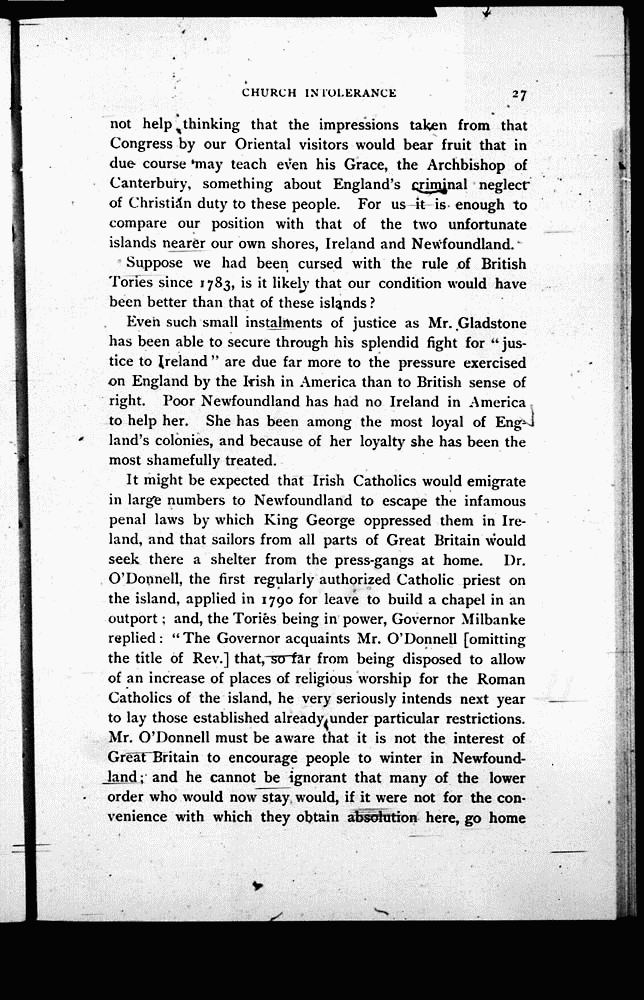 CHURCH INTOLERANCE 27
not help thinking that the impressions taken from that
Congress by our Oriental visitors would bear fruit that in
due course may teach even his Grace, the Archbishop of
Canterbury, something about England's criminal neglect
of Christian duty to these people. For us it is enough to
compare our position with that of the two unfortunate
islands nearer our own shores, Ireland and Newfoundland.
Suppose we had been cursed with the rule of British
Tories since 1783, is it likely that our condition would have
been better than that of these islands?
Even such small instalments of justice as Mr. Gladstone
has been able to secure through his splendid fight for "jus-
tice to Ireland" are due far more to the pressure exercised
on England by the Irish in America than to British sense of
right. Poor Newfoundland has had no Ireland in America
to help her. She has been among the most loyal of Eng-
land's colonies, and because of her loyalty she has been the
most shamefully treated.
It might be expected that Irish Catholics would emigrate
in large numbers to Newfoundland to escape the infamous
penal laws by which King George oppressed them in Ire-
land, and that sailors from all parts of Great Britain would
seek there a shelter from the press-gangs at home. Dr.
O'Donnell, the first regularly authorized Catholic priest on
the island, applied in 1790 for leave to build a chapel in an
outport; and, the Tories being in power, Governor Milbanke
replied: "The Governor acquaints Mr. O'Donnell [omitting
the title of Rev.] that, so far from being disposed to allow
of an increase of places of religious worship for the Roman
Catholics of the island, he very seriously intends next year
to lay those established already under particular restrictions.
Mr. O'Donnell must be aware that it is not the interest of
Great Britain to encourage people to winter in Newfound-
land; and he cannot be ignorant that many of the lower
order who would now stay would, if it were not for the con-
venience with which they obtain absolution here, go home